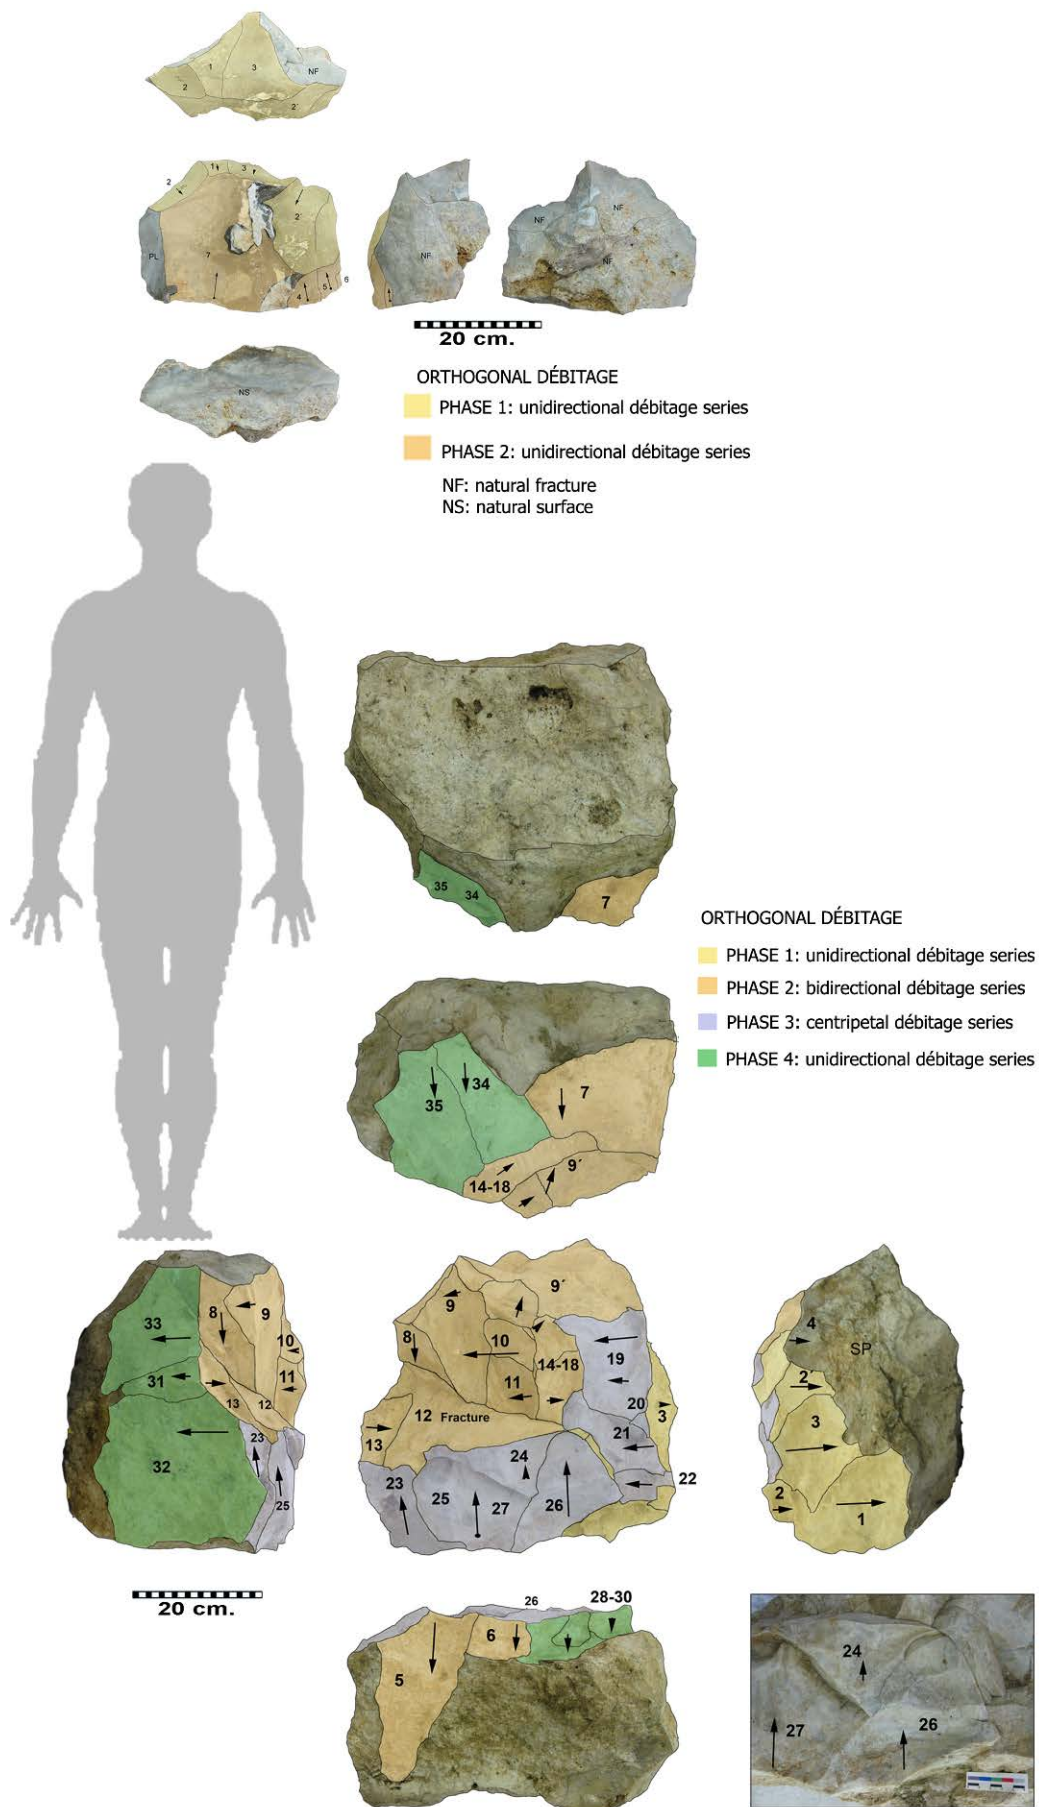 1
3
NF
2
2´
1
3
2
2´
PL
7
4
5
6
NF
NF
NF
NF
20 cm.
NS
ORTHOGONAL DÉBITAGE
PHASE 1: unidirectional débitage series
PHASE 2: unidirectional débitage series
NF: natural fracture
NS: natural surface
35
34
7
ORTHOGONAL DÉBITAGE
PHASE 1: unidirectional débitage series
PHASE 2: bidirectional débitage series
PHASE 3: centripetal débitage series
PHASE 4: unidirectional débitage series
34
35
7
14-18
9´
33
8
9
10
31
11
13
12
23
32
25
9´
9
8
10
14-18
19
11
12 Fracture
13
20
3
21
24
22
23
25
27
26
4
SP
2´
3
2
1
20 cm.
26
28-30
6
5
24
27
26